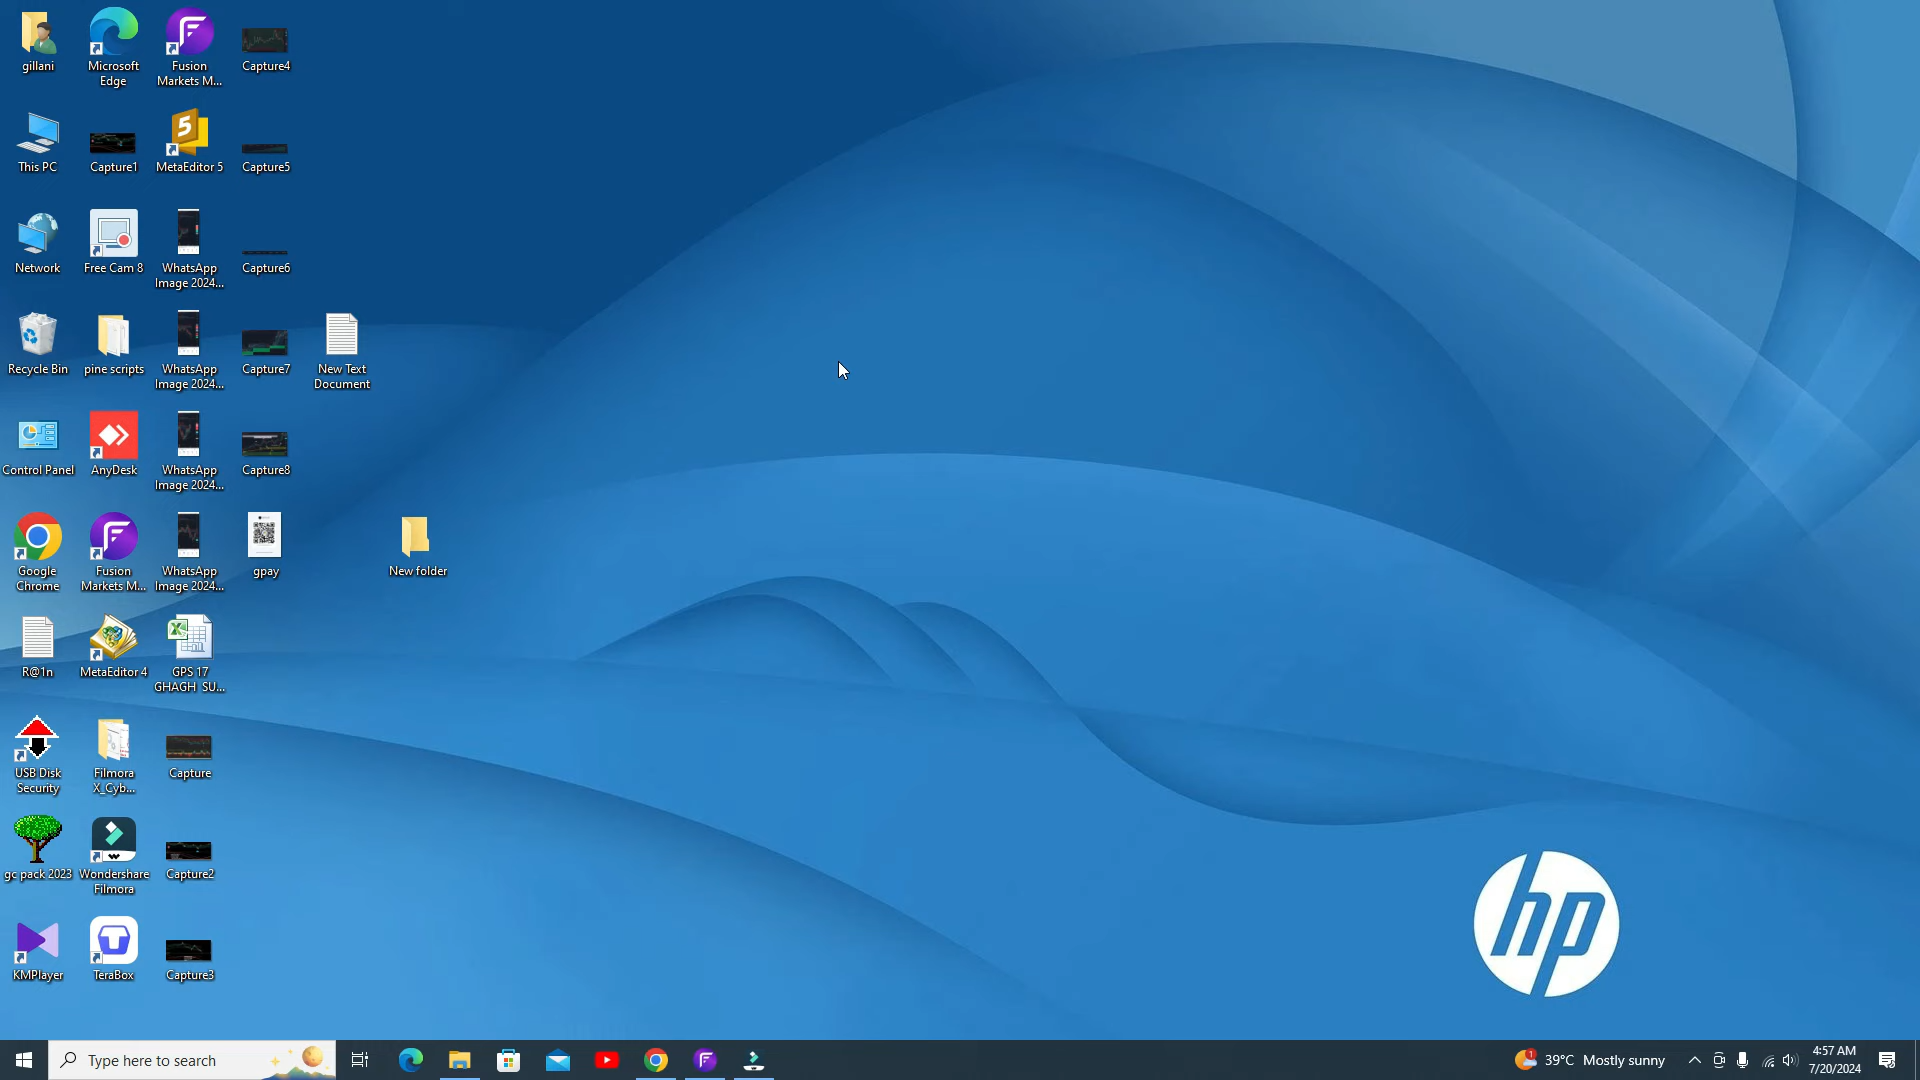 gillani
Microsoft
Edge
Fusion
Markets M...
Capture4
This PC
Capture1
MetaEditor 5
Capture5
Network
Free Cam 8
WhatsApp
Image 2024...
Capture6
Recycle Bin
pine scripts
WhatsApp
Image 2024...
Capture7
New Text
Document
Control Panel
AnyDesk
WhatsApp
Image 2024...
Capture8
Google
Chrome
Fusion
Markets M...
WhatsApp
Image 2024...
gpay
New folder
R@1n
MetaEditor 4
GPS 17
GHAGH SU...
USB Disk
Security
Filmora
X_Cyb...
Capture
gc pack 2023
Wondershare
Filmora
Capture2
KMPlayer
TeraBox
Capture3
hp
Type here to search
1
39°C Mostly sunny
4:57 AM
7/20/2024